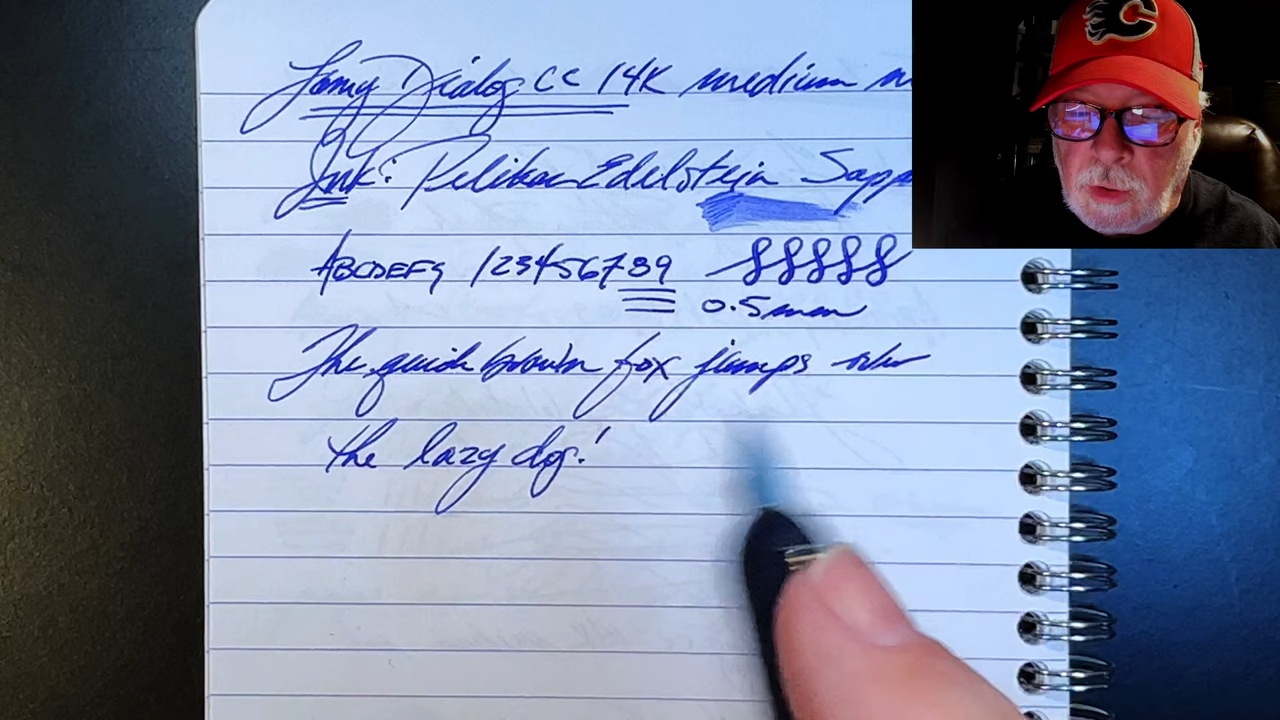 Lamy Dialog CC 14K medium n
Ink: Pelikan Edelstein Sapp
ABCDEFG 123456789
0.5mm
The quick brown fox jumps over
the lazy dog!
C